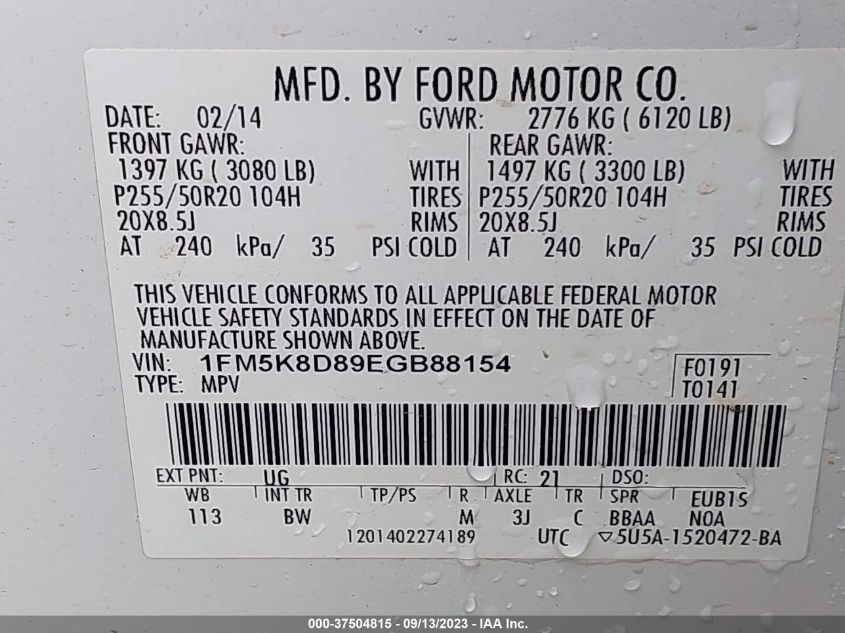 MFD. BY FORD MOTOR CO.
DATE: 02/14 GVWR: 2776 KG ( 6120 LB)
FRONT GAWR: REAR GAWR:
1397 KG ( 3080 LB) WITH 1497 KG ( 3300 LB) WITH
P255/50R20 104H TIRES P255/50R20 104H TIRES
20X8.5J RIMS 20X8.5J RIMS
AT 240 kPa/ 35 PSI COLD AT 240 kPa/ 35 PSI COLD
THIS VEHICLE CONFORMS TO ALL APPLICABLE FEDERAL MOTOR
VEHICLE SAFETY STANDARDS IN EFFECT ON THE DATE OF
MANUFACTURE SHOWN ABOVE.
VIN: 1FM5K8D89EGB88154 F0191
TYPE: MPV T0141
EXT PNT: UG RC: 21 DSO:
WB INT TR TP/PS R AXLE TR SPR EUB1S
113 BW M 3J C BBAA N0A
1201402274189 UTC ▽5U5A-1520472-BA
000-37504815 - 09/13/2023 - IAA Inc.